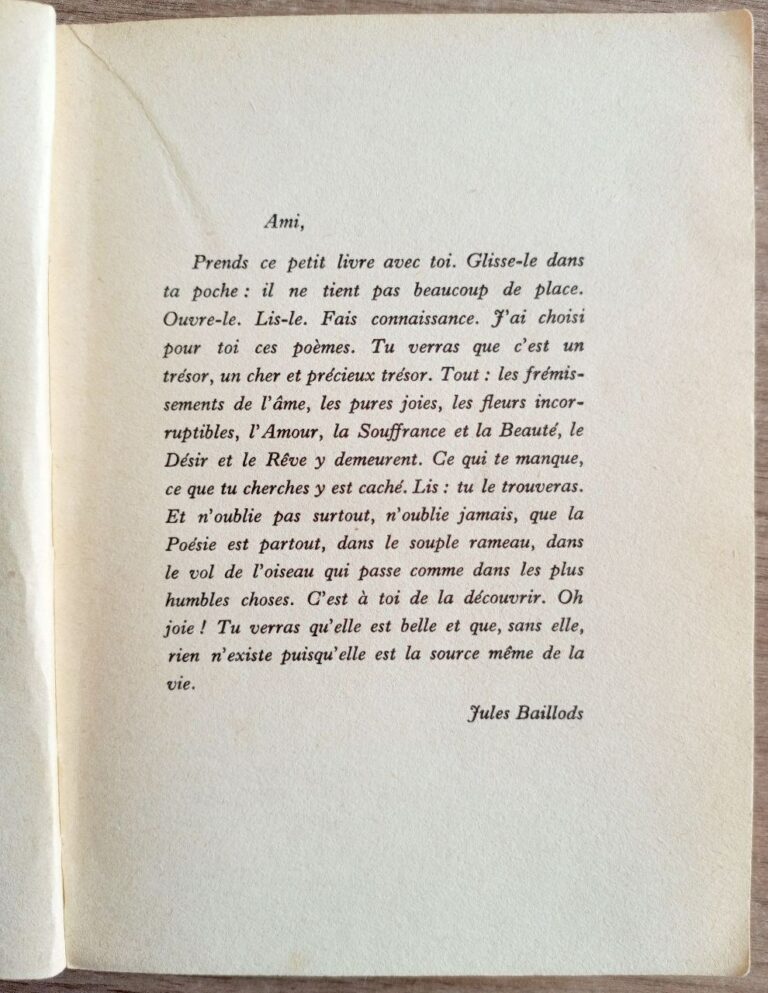 Ami,
Prends ce petit livre avec toi. Glisse-le dans
ta poche : il ne tient pas beaucoup de place.
Ouvre-le. Lis-le. Fais connaissance. J'ai choisi
pour toi ces poèmes. Tu verras que c'est un
trésor, un cher et précieux trésor. Tout : les frémis-
sements de l'âme, les pures joies, les fleurs incor-
ruptibles, l'Amour, la Souffrance et la Beauté, le
Désir et le Rêve y demeurent. Ce qui te manque,
ce que tu cherches y est caché. Lis : tu le trouveras.
Et n'oublie pas surtout, n'oublie jamais, que la
Poésie est partout, dans le souple rameau, dans
le vol de l'oiseau qui passe comme dans les plus
humbles choses. C'est à toi de la découvrir. Oh
joie ! Tu verras qu'elle est belle et que, sans elle,
rien n'existe puisqu'elle est la source même de la
vie.
Jules Baillods